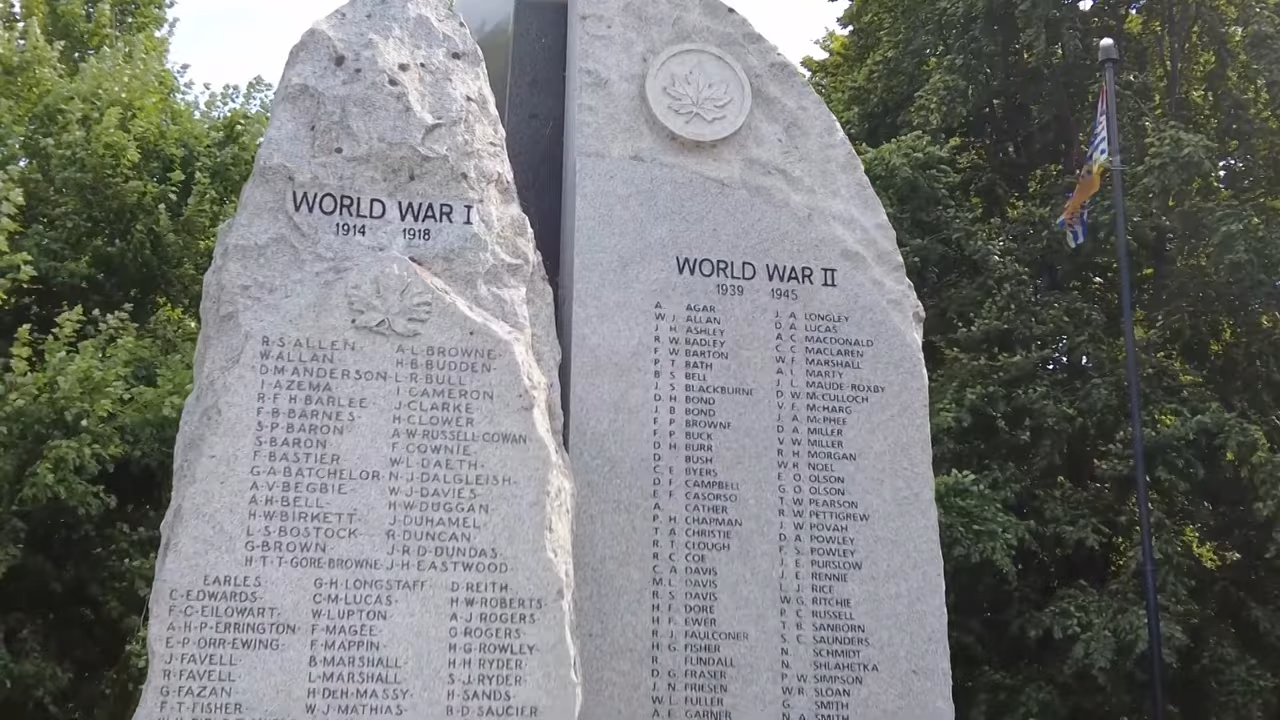 WORLD WAR I
1914 1918
R·S·ALLEN· A·L·BROWNE·
W·ALLAN· H·B·BUDDEN·
D·M·ANDERSON· L·R·BULL·
I·AZEMA· I·CAMERON
R·F·H·BARLEE· J·CLARKE·
F·B·BARNES· H·CLOWER
S·P·BARON· A·W·RUSSELL·COWAN
S·BARON· F·COWNIE·
F·BASTIER W·L·DAETH·
G·A·BATCHELOR· N·J·DALGLEISH·
A·V·BEGBIE· W·J·DAVIES·
A·H·BELL· H·W·DUGGAN·
H·W·BIRKETT· J·DUHAMEL
L·S·BOSTOCK· R·DUNCAN·
G·BROWN J·R·D·DUNDAS·
H·T·T·GORE·BROWNE· J·H·EASTWOOD·
EARLES· G·H·LONGSTAFF· D·REITH·
C·EDWARDS· C·M·LUCAS· H·W·ROBERTS·
F·C·EILOWART· W·LUPTON· A·J·ROGERS·
A·H·P·ERRINGTON· F·MAGEE· G·ROGERS·
E·P·ORR·EWING· F·MAPPIN· H·G·ROWLEY·
J·FAVELL· B·MARSHALL· H·H·RYDER·
R·FAVELL· L·MARSHALL· S·J·RYDER·
G·FAZAN· H·DEH·MASSY· H·SANDS·
F·T·FISHER· W·J·MATHIAS· B·D·SAUCIER·
WORLD WAR II
1939 1945
A. AGAR
W. J. ALLAN
J. H. ASHLEY
R. W. BADLEY
F. W. BARTON
P. T. BATH
B. S. BELL
J. S. BLACKBURNE
D. H. BOND
J. B. BOND
F. P. BROWNE
F. P. BUCK
D. H. BURR
D. BUSH
C. E. BYERS
D. F. CAMPBELL
E. F. CASORSO
A. CATHER
P. H. CHAPMAN
T. A. CHRISTIE
R. T. CLOUGH
R. C. COE
C. A. DAVIS
M. L. DAVIS
R. S. DAVIS
H. F. DORE
H. F. EWER
R. J. FAULCONER
H. G. FISHER
R. FLINDALL
D. G. FRASER
J. N. FRIESEN
W. L. FULLER
A. E. GARNER
J. A. LONGLEY
D. A. LUCAS
A. C. MACDONALD
C. C. MACLAREN
W. F. MARSHALL
A. L. MARTY
J. L. MAUDE-ROXBY
D. W. McCULLOCH
V. E. McHARG
J. A. McPHEE
D. A. MILLER
V. W. MILLER
R. H. MORGAN
W. R. NOEL
E. O. OLSON
G. O. OLSON
T. W. PEARSON
R. W. PETTIGREW
J. W. POVAH
D. A. POWLEY
F. S. POWLEY
J. E. PURSLOW
J. E. RENNIE
L. J. RICE
W. G. RITCHIE
P. C. RUSSELL
T. B. SANBORN
S. C. SAUNDERS
N. SCHMIDT
N. SHLAHETKA
P. W. SIMPSON
W. R. SLOAN
G. SMITH
N. A. SMITH